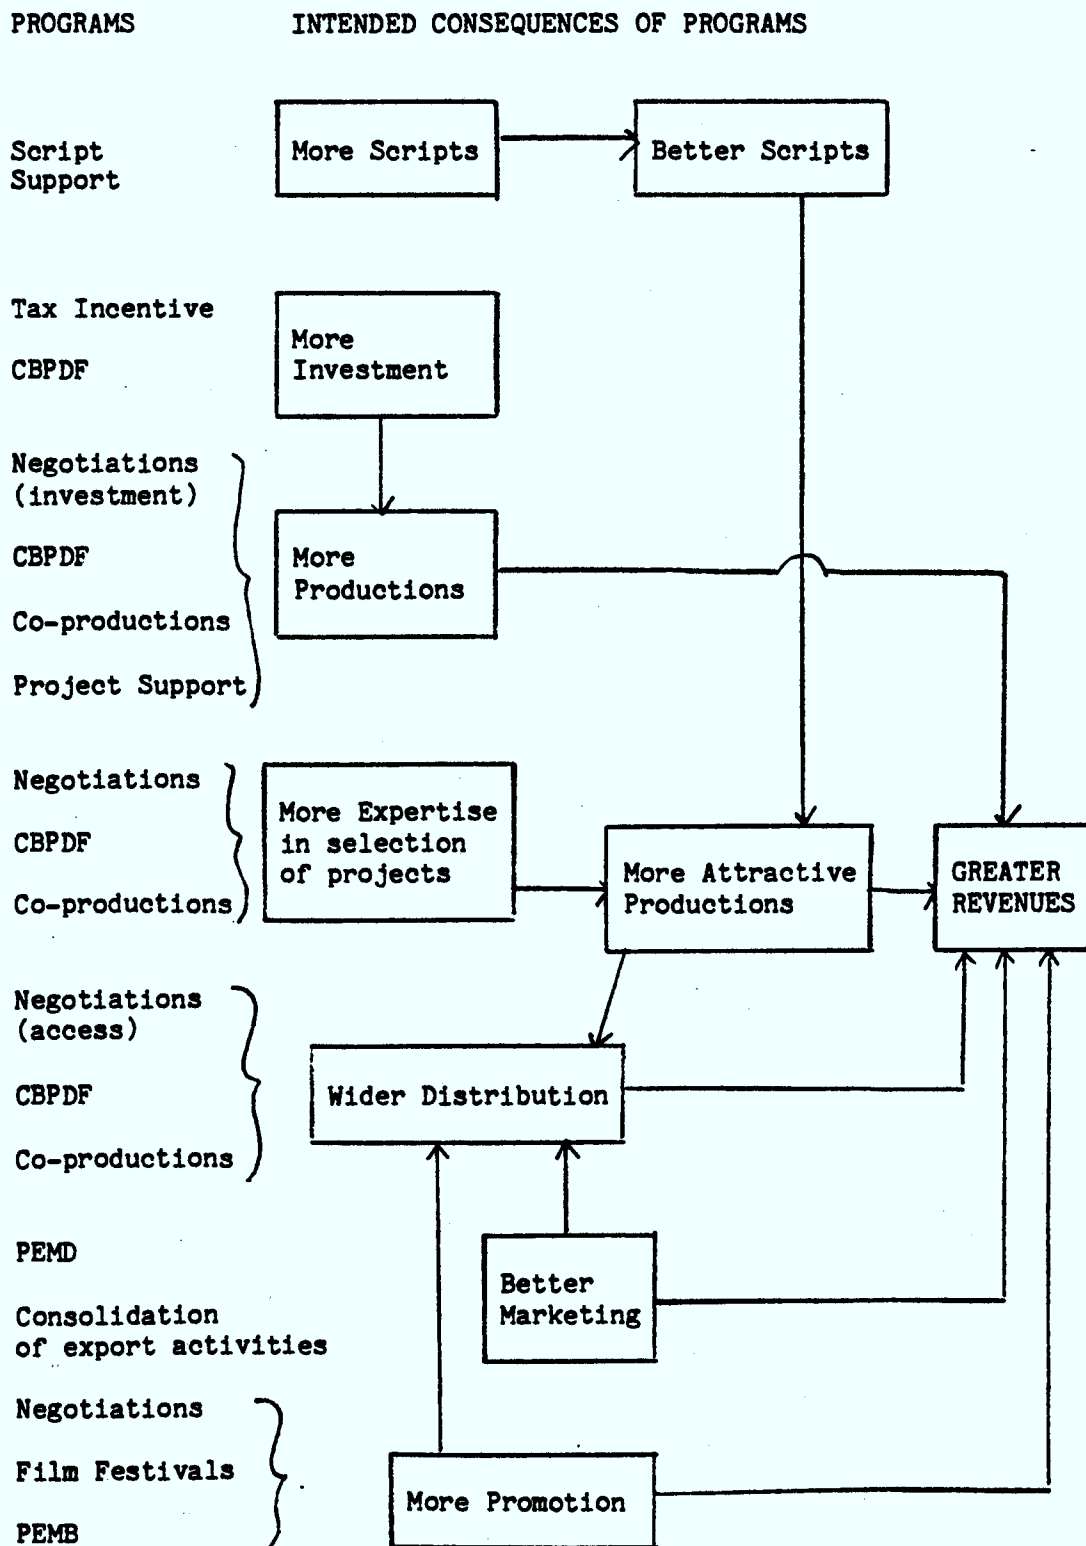 PROGRAMS
INTENDED CONSEQUENCES OF PROGRAMS
Script
Support
More Scripts
Better Scripts
Tax Incentive
CBPDF
More
Investment
Negotiations
(investment)
CBPDF
Co-productions
Project Support
More
Productions
Negotiations
CBPDF
Co-productions
More Expertise
in selection
of projects
More Attractive
Productions
GREATER
REVENUES
Negotiations
(access)
CBPDF
Co-productions
Wider Distribution
PEMD
Consolidation
of export activities
Better
Marketing
Negotiations
Film Festivals
PEMB
More Promotion